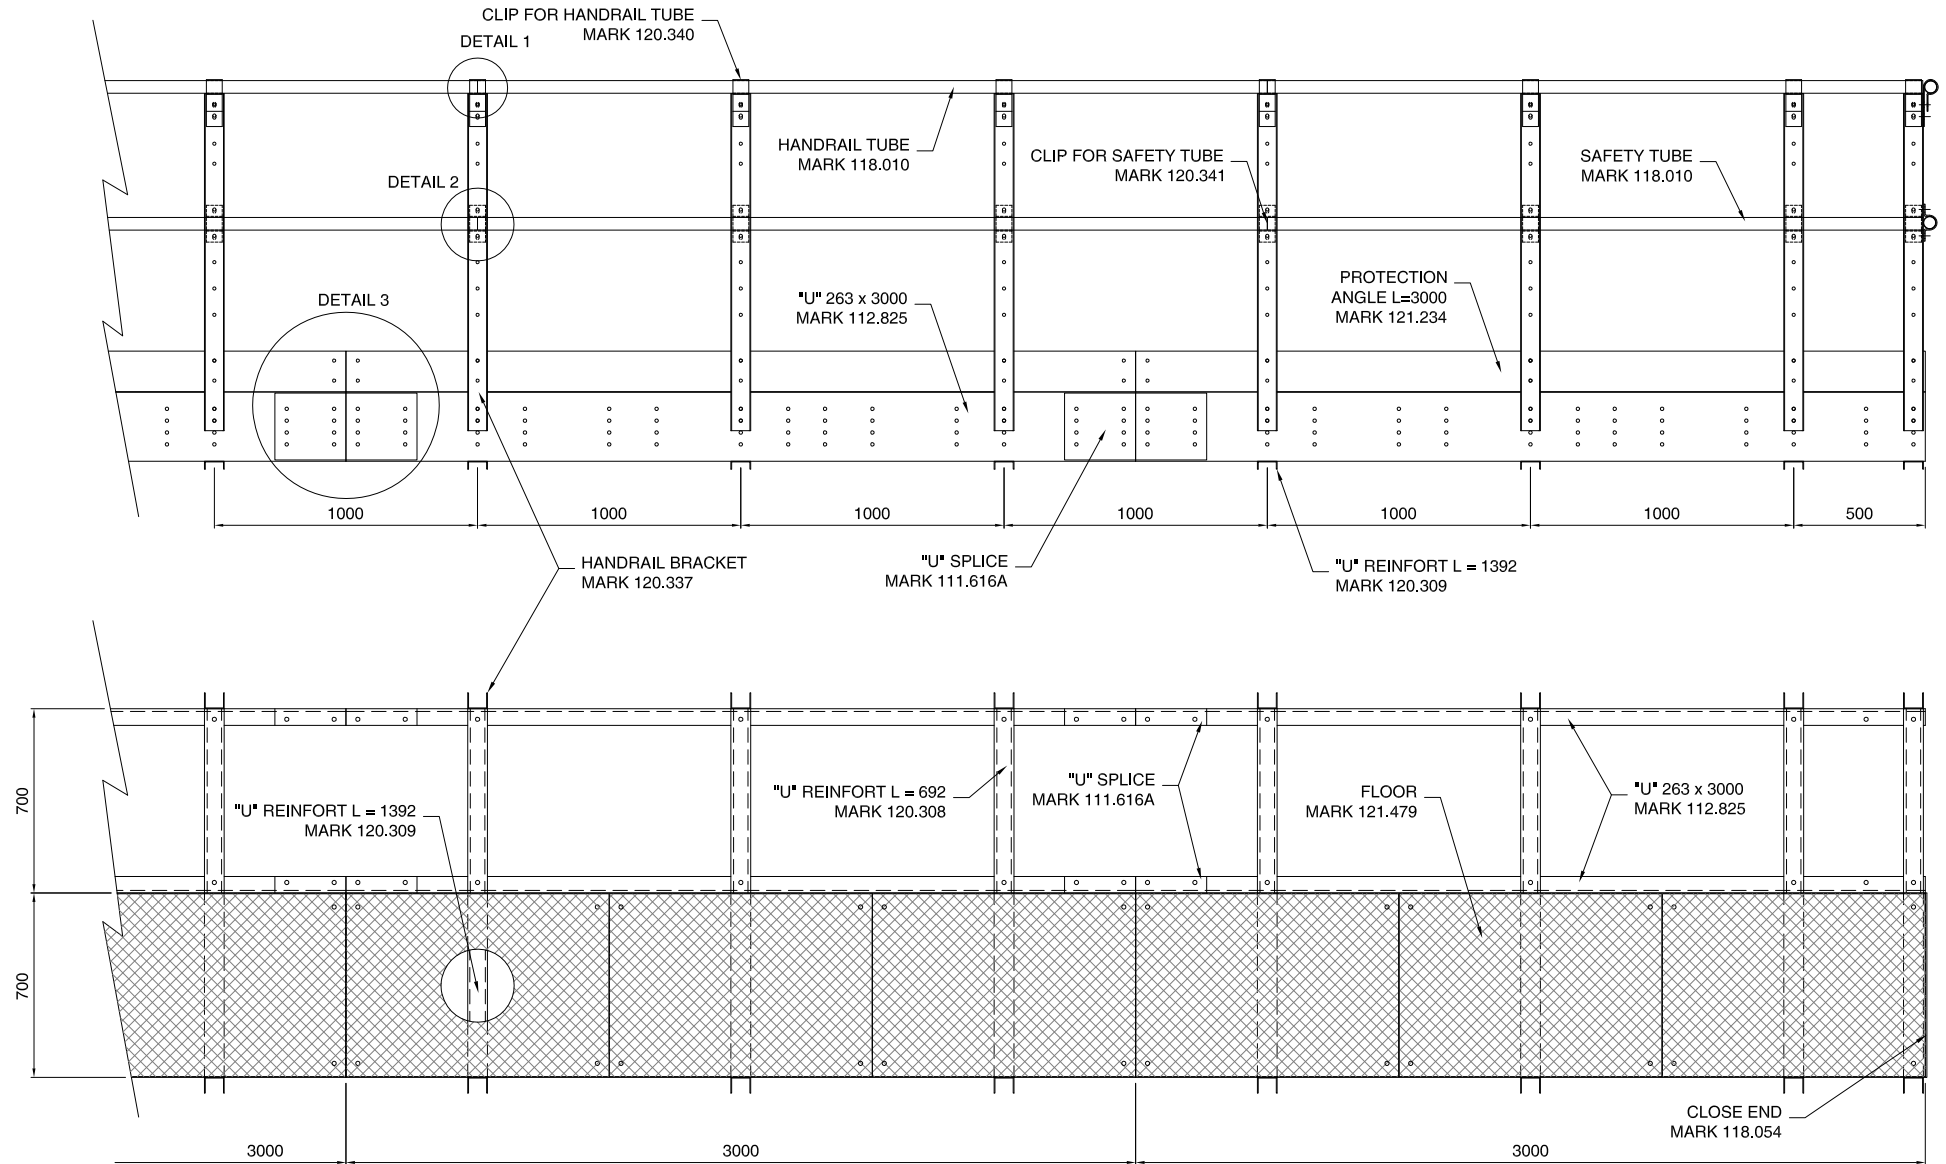 CLIP FOR HANDRAIL TUBE
MARK 120.340
DETAIL 1
HANDRAIL TUBE
MARK 118.010
CLIP FOR SAFETY TUBE
MARK 120.341
SAFETY TUBE
MARK 118.010
DETAIL 2
DETAIL 3
"U" 263 x 3000
MARK 112.825
PROTECTION
ANGLE L=3000
MARK 121.234
1000
1000
1000
1000
1000
1000
500
HANDRAIL BRACKET
MARK 120.337
"U" SPLICE
MARK 111.616A
"U" REINFORT L = 1392
MARK 120.309
700
"U" REINFORT L = 1392
MARK 120.309
"U" REINFORT L = 692
MARK 120.308
"U" SPLICE
MARK 111.616A
FLOOR
MARK 121.479
"U" 263 x 3000
MARK 112.825
700
CLOSE END
MARK 118.054
3000
3000
3000